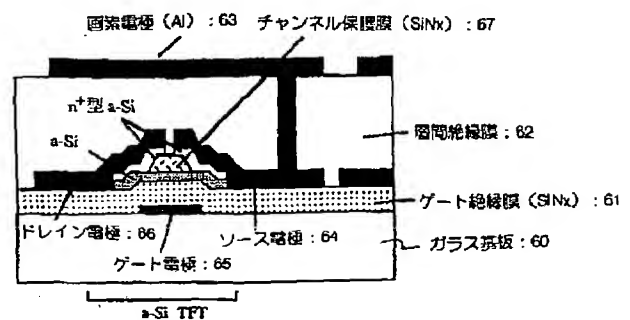 画素電極（Al）：63
チャンネル保護膜（SiNx）：67
n+型a-Si
a-Si
層間絶縁膜：62
ゲート絶縁膜（SiNx）：61
ドレイン電極：66
ソース電極：64
ガラス基板：60
ゲート電極：65
a-Si TFT